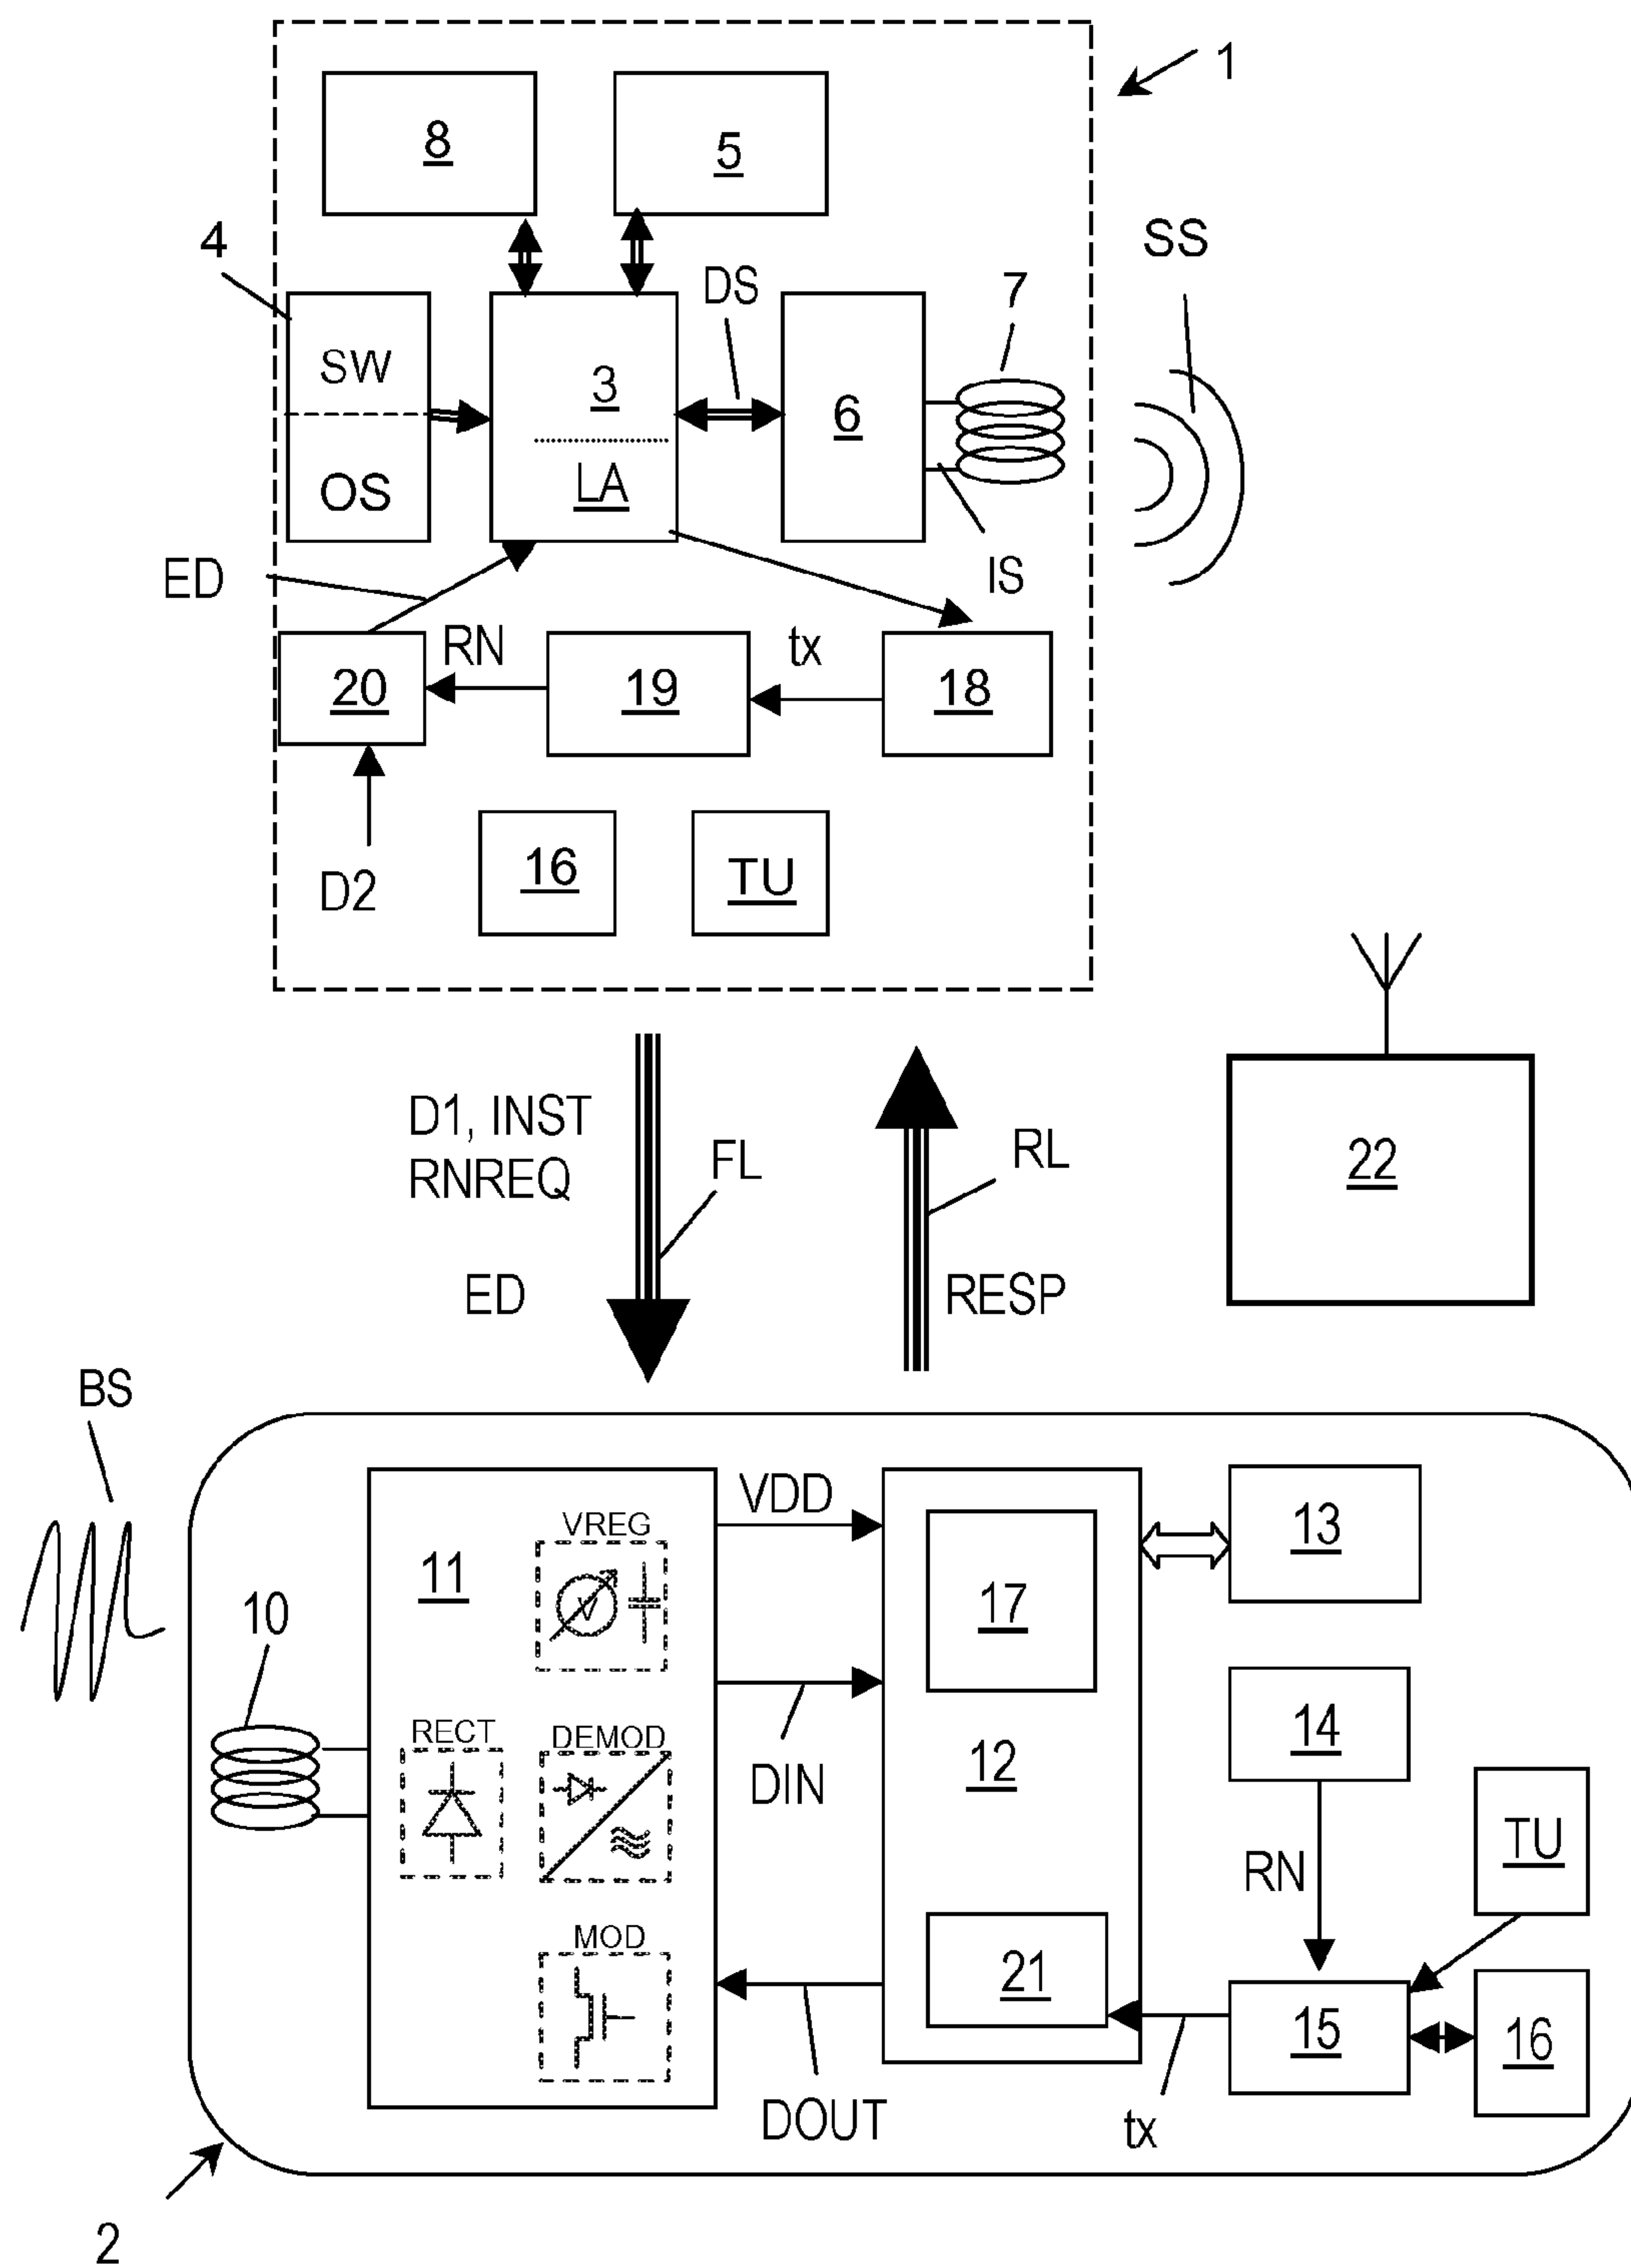 1
8
5
4
SS
DS
7
SW
3
6
OS
LA
ED
IS
RN
tx
20
19
18
16
TU
D2
D1, INST
RNREQ
FL
RL
22
ED
RESP
BS
VDD
VREG
13
11
V
17
10
RECT
DEMOD
14
12
DIN
TU
RN
MOD
21
15
16
DOUT
tx
2